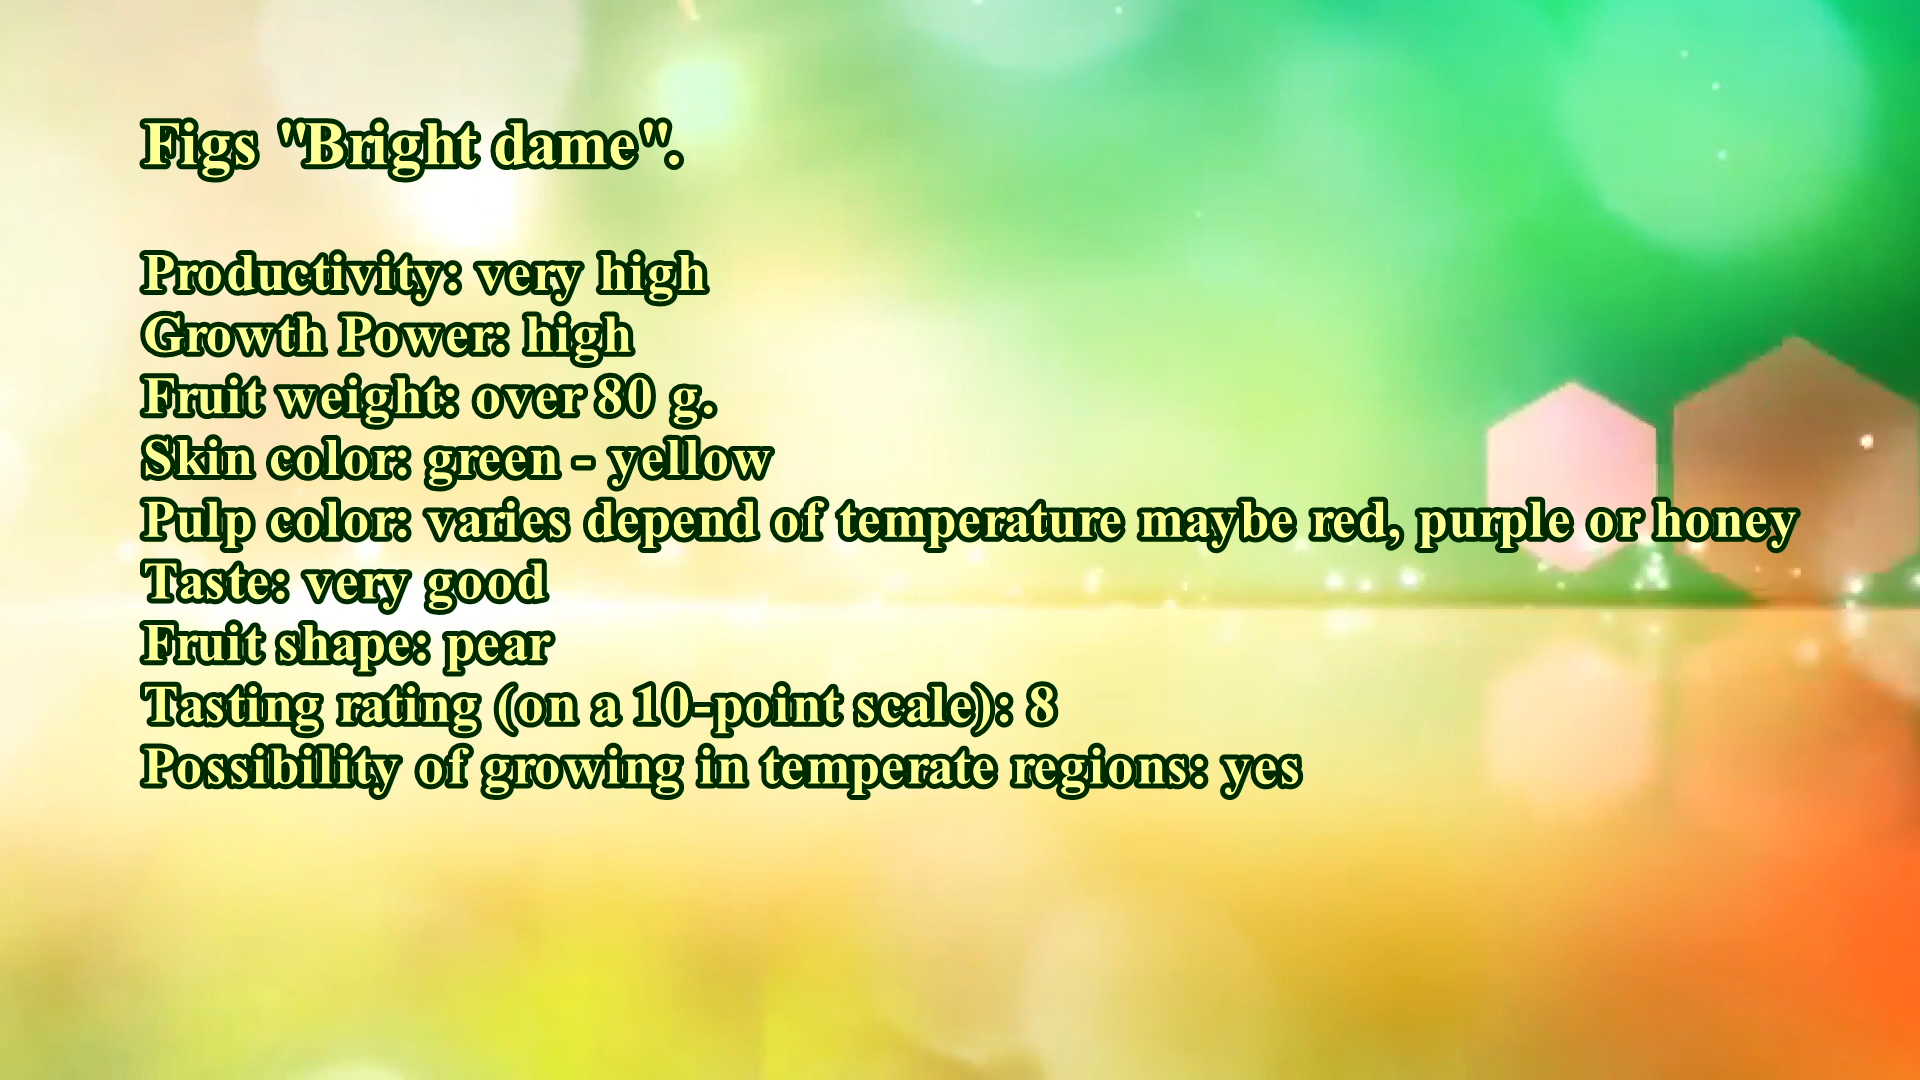 Figs "Bright dame".
Productivity: very high
Growth Power: high
Fruit weight: over 80 g.
Skin color: green - yellow
Pulp color: varies depend of temperature maybe red, purple or honey
Taste: very good
Fruit shape: pear
Tasting rating (on a 10-point scale): 8
Possibility of growing in temperate regions: yes